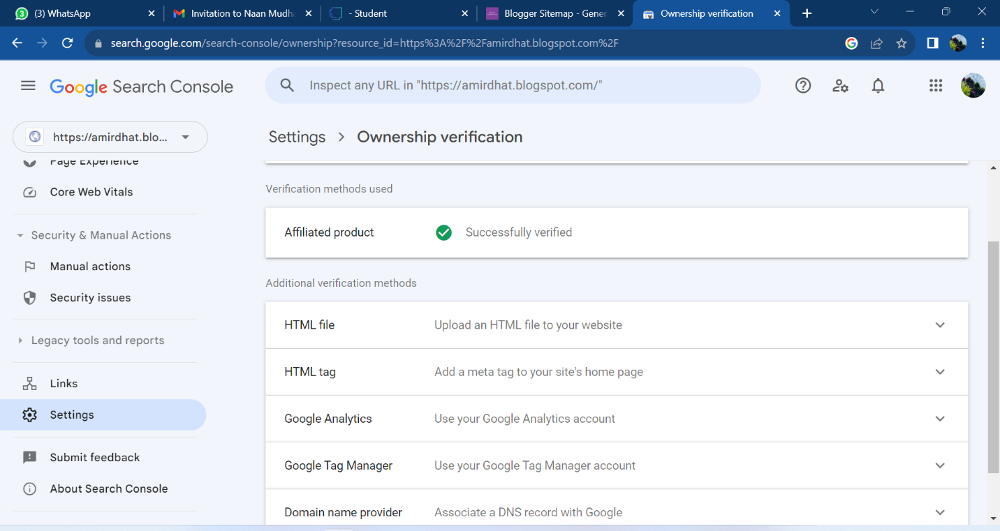 3 (3) WhatsApp
Invitation to Naan Mudha
- Student
Blogger Sitemap - Gener
Ownership verification
search.google.com/search-console/ownership?resource_id=https%3A%2F%2Famirdhat.blogspot.com%2F
Google Search Console
Inspect any URL in "https://amirdhat.blogspot.com/"
https://amirdhat.blo...
Settings > Ownership verification
Page Experience
Core Web Vitals
Security & Manual Actions
Manual actions
Security issues
Legacy tools and reports
Links
Settings
Submit feedback
About Search Console
Verification methods used
Affiliated product Successfully verified
Additional verification methods
HTML file Upload an HTML file to your website
HTML tag Add a meta tag to your site's home page
Google Analytics Use your Google Analytics account
Google Tag Manager Use your Google Tag Manager account
Domain name provider Associate a DNS record with Google